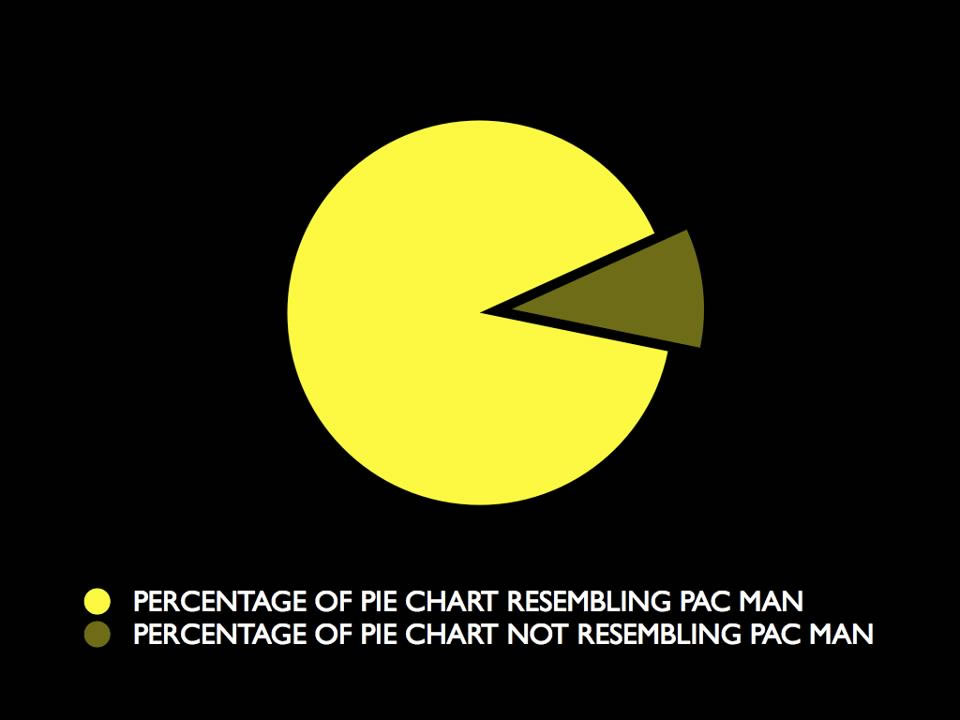 PERCENTAGE OF PIE CHART RESEMBLING PAC MAN
PERCENTAGE OF PIE CHART NOT RESEMBLING PAC MAN